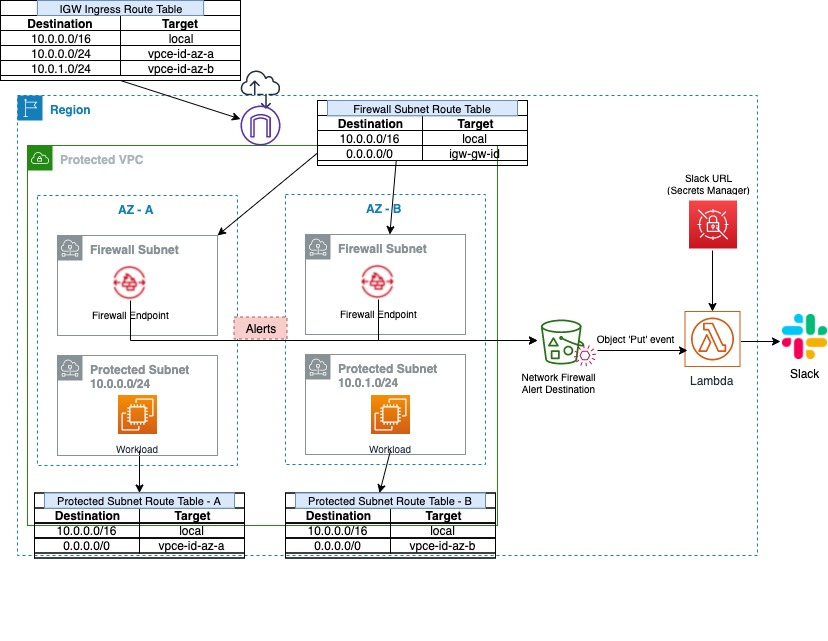 IGW Ingress Route Table
Destination Target
10.0.0.0/16 local
10.0.0.0/24 vpce-id-az-a
10.0.1.0/24 vpce-id-az-b
Region
Firewall Subnet Route Table
Destination Target
10.0.0.0/16 local
0.0.0.0/0 igw-gw-id
Protected VPC
Slack URL
(Secrets Manager)
AZ - A
AZ - B
Firewall Subnet
Firewall Endpoint
Firewall Subnet
Firewall Endpoint
Alerts
Protected Subnet
10.0.0.0/24
Workload
Protected Subnet
10.0.1.0/24
Workload
Network Firewall
Alert Destination
Object 'Put' event
Lambda
Slack
Protected Subnet Route Table - A
Destination Target
10.0.0.0/16 local
0.0.0.0/0 vpce-id-az-a
Protected Subnet Route Table - B
Destination Target
10.0.0.0/16 local
0.0.0.0/0 vpce-id-az-b